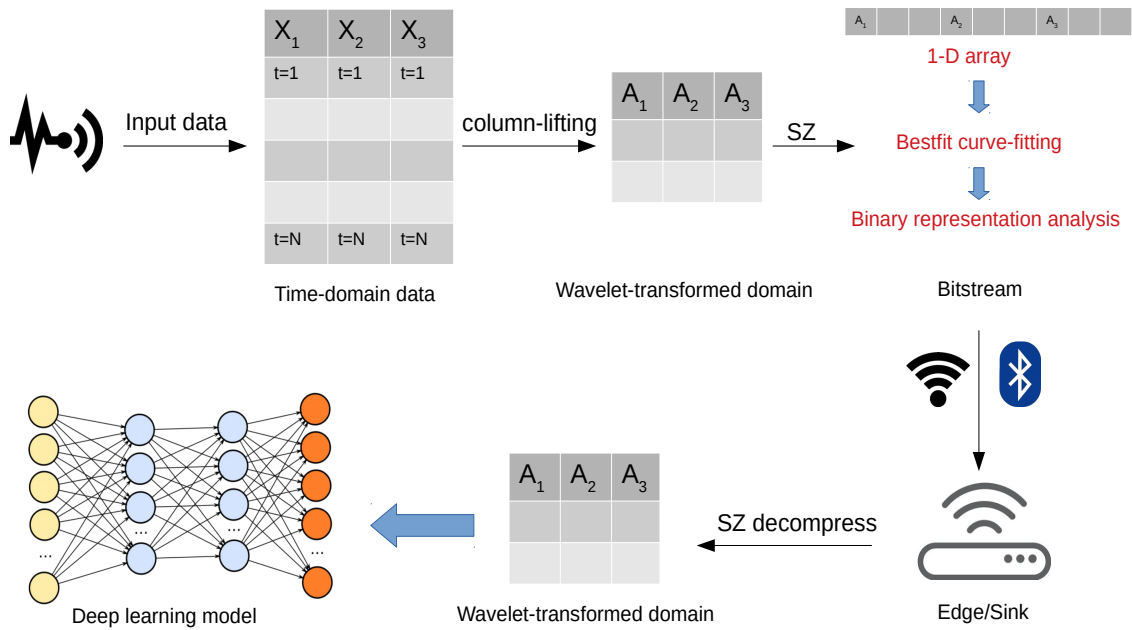 X1 X2 X3
t=1 t=1 t=1
t=N t=N t=N
Input data
Time-domain data
column-lifting
A1 A2 A3
Wavelet-transformed domain
SZ
A1 A2 A3
1-D array
Bestfit curve-fitting
Binary representation analysis
Bitstream
Edge/Sink
SZ decompress
A1 A2 A3
Wavelet-transformed domain
... ... ... ...
Deep learning model